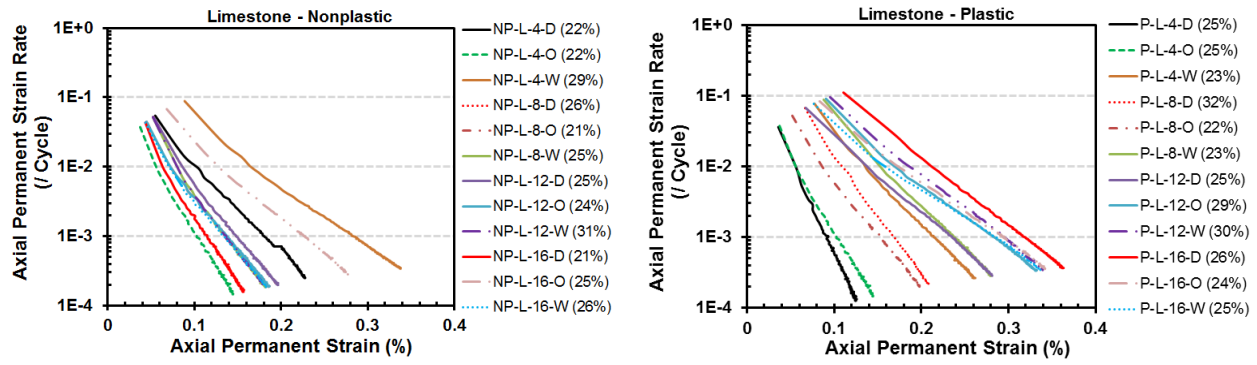 Limestone - Nonplastic
Axial Permanent Strain Rate
(/ Cycle)
1E+0
1E-1
1E-2
1E-3
1E-4
0
0.1
0.2
0.3
0.4
Axial Permanent Strain (%)
NP-L-4-D (22%)
NP-L-4-O (22%)
NP-L-4-W (29%)
NP-L-8-D (26%)
NP-L-8-O (21%)
NP-L-8-W (25%)
NP-L-12-D (25%)
NP-L-12-O (24%)
NP-L-12-W (31%)
NP-L-16-D (21%)
NP-L-16-O (25%)
NP-L-16-W (26%)
Limestone - Plastic
Axial Permanent Strain Rate
(/ Cycle)
1E+0
1E-1
1E-2
1E-3
1E-4
0
0.1
0.2
0.3
0.4
Axial Permanent Strain (%)
P-L-4-D (25%)
P-L-4-O (25%)
P-L-4-W (23%)
P-L-8-D (32%)
P-L-8-O (22%)
P-L-8-W (23%)
P-L-12-D (25%)
P-L-12-O (29%)
P-L-12-W (30%)
P-L-16-D (26%)
P-L-16-O (24%)
P-L-16-W (25%)